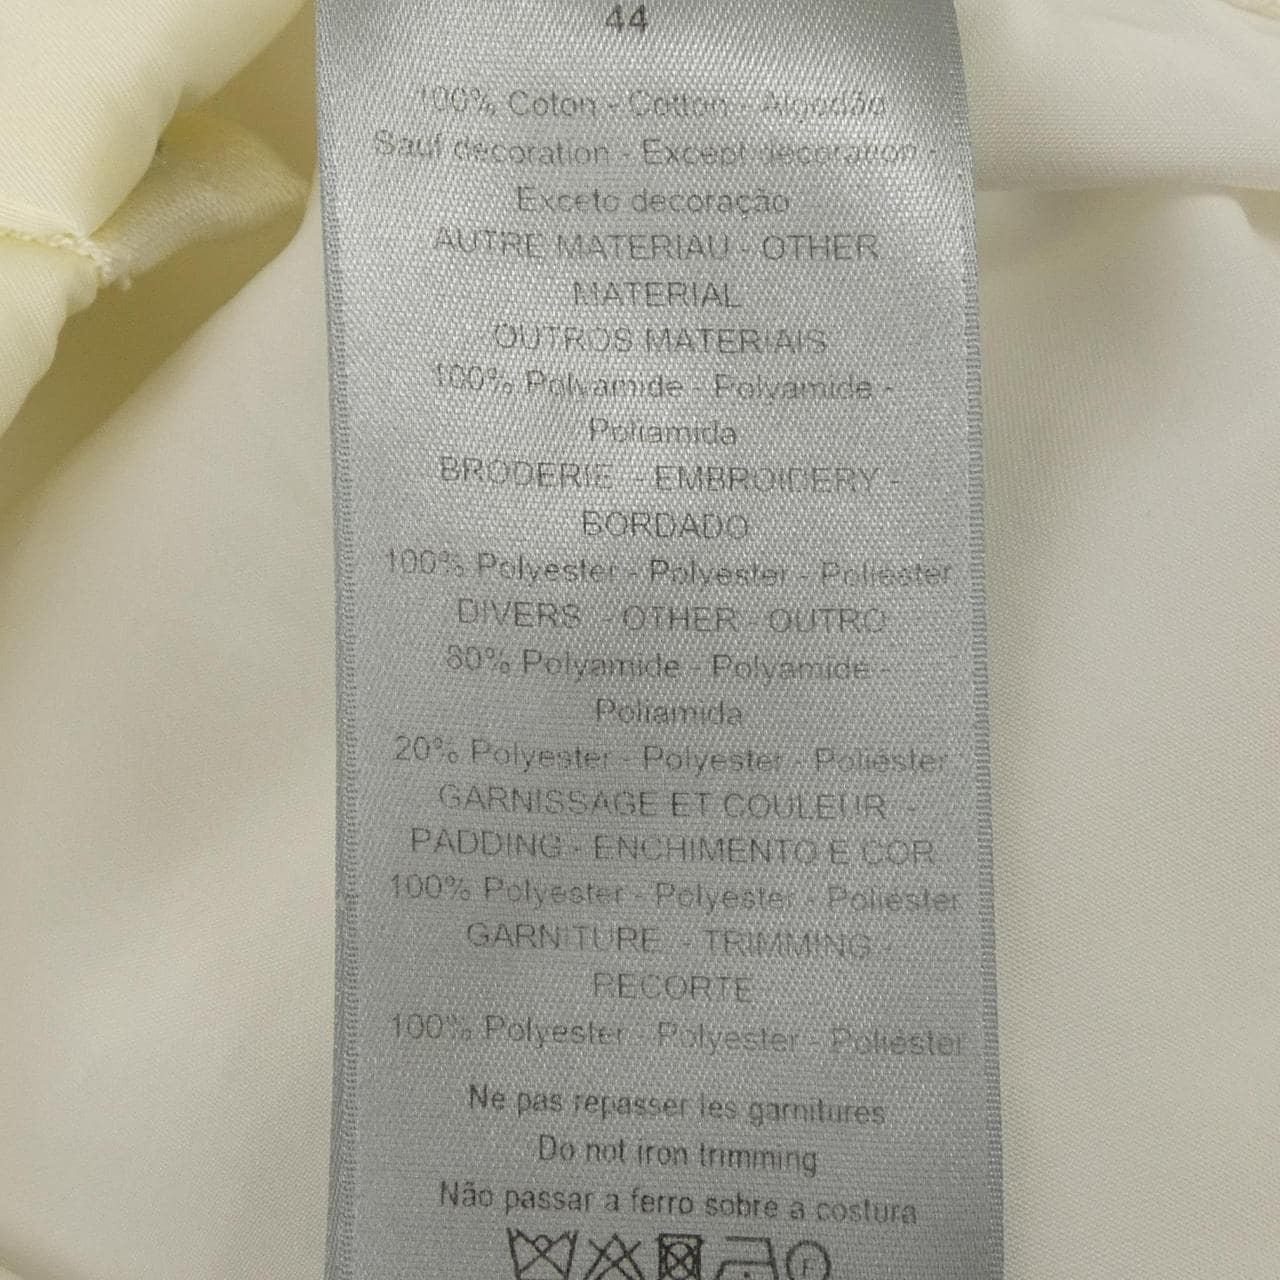 44
100% Coton - Cotton - Algodão
Sauf decoration - Except decoration -
Exceto decoração
AUTRE MATERIAU - OTHER
MATERIAL
OUTROS MATERIAIS
100% Polyamide - Polyamide -
Poliamida
BRODERIE - EMBROIDERY -
BORDADO
100% Polyester - Polyester - Poliéster
DIVERS - OTHER - OUTRO
80% Polyamide - Polyamide -
Poliamida
20% Polyester - Polyester - Poliéster
GARNISSAGE ET COULEUR -
PADDING - ENCHIMENTO E COR
100% Polyester - Polyester - Poliéster
GARNITURE - TRIMMING -
RECORTE
100% Polyester - Polyester - Poliéster
Ne pas repasser les garnitures
Do not iron trimming
Não passar a ferro sobre a costura